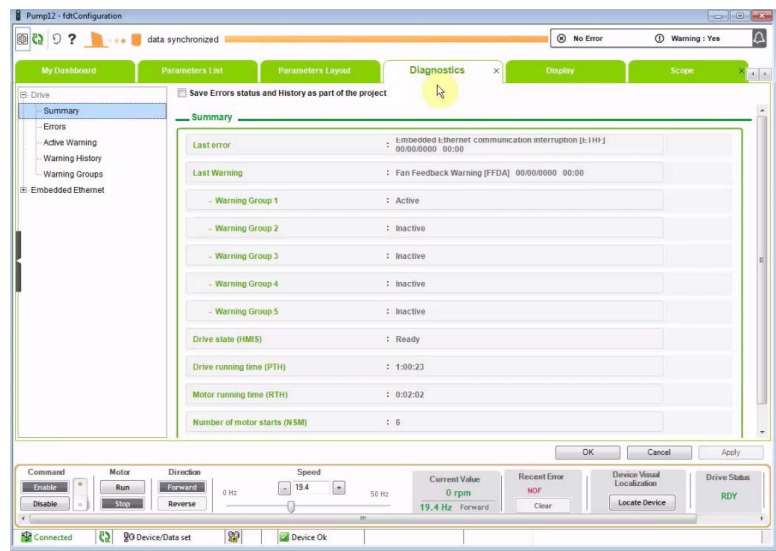 Pump12 - fdtConfiguration
data synchronized
No Error
Warning : Yes
My Dashboard
Parameters List
Parameters Layout
Diagnostics
Display
Scope
Drive
Summary
Errors
Active Warning
Warning History
Warning Groups
Embedded Ethernet
Save Errors status and History as part of the project
Summary
Last error : Embedded Ethernet communication interruption [ETHF]
00/00/0000 00:00
Last Warning : Fan Feedback Warning [FFDA] 00/00/0000 00:00
- Warning Group 1 : Active
- Warning Group 2 : Inactive
- Warning Group 3 : Inactive
- Warning Group 4 : Inactive
- Warning Group 5 : Inactive
Drive state (HMIS) : Ready
Drive running time (PTH) : 1:00:23
Motor running time (RTH) : 0:02:02
Number of motor starts (NSM) : 6
OK
Cancel
Apply
Command
Enable
Disable
Motor
Run
Stop
Direction
Forward
Reverse
Speed
0 Hz
- 19.4 +
50 Hz
Current Value
0 rpm
19.4 Hz Forward
Recent Error
NOF
Clear
Device Visual
Localization
Locate Device
Drive Status
RDY
Connected
Device/Data set
Device Ok